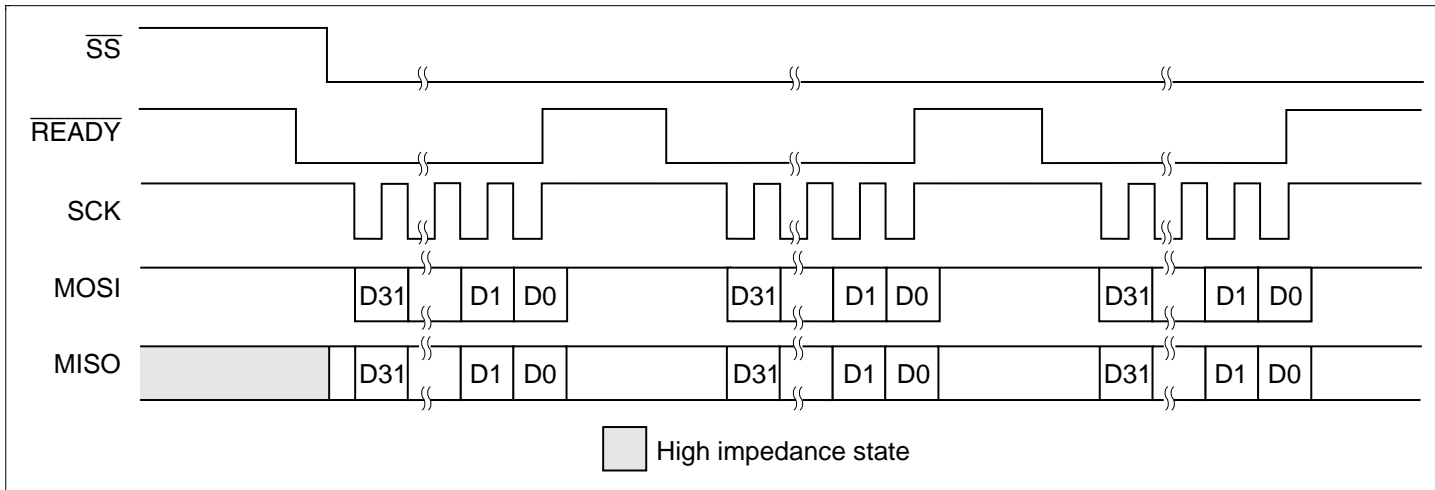 SS
READY
SCK
MOSI D31 D1 D0 D31 D1 D0 D31 D1 D0
MISO D31 D1 D0 D31 D1 D0 D31 D1 D0
High impedance state